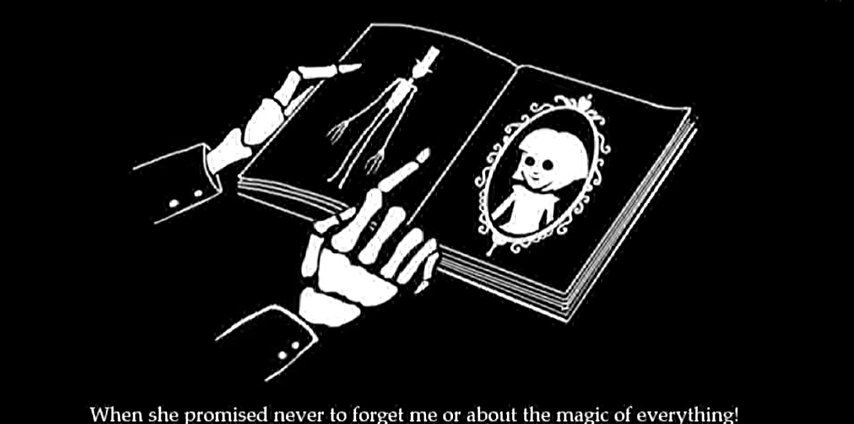 When she promised never to forget me or about the magic of everything!